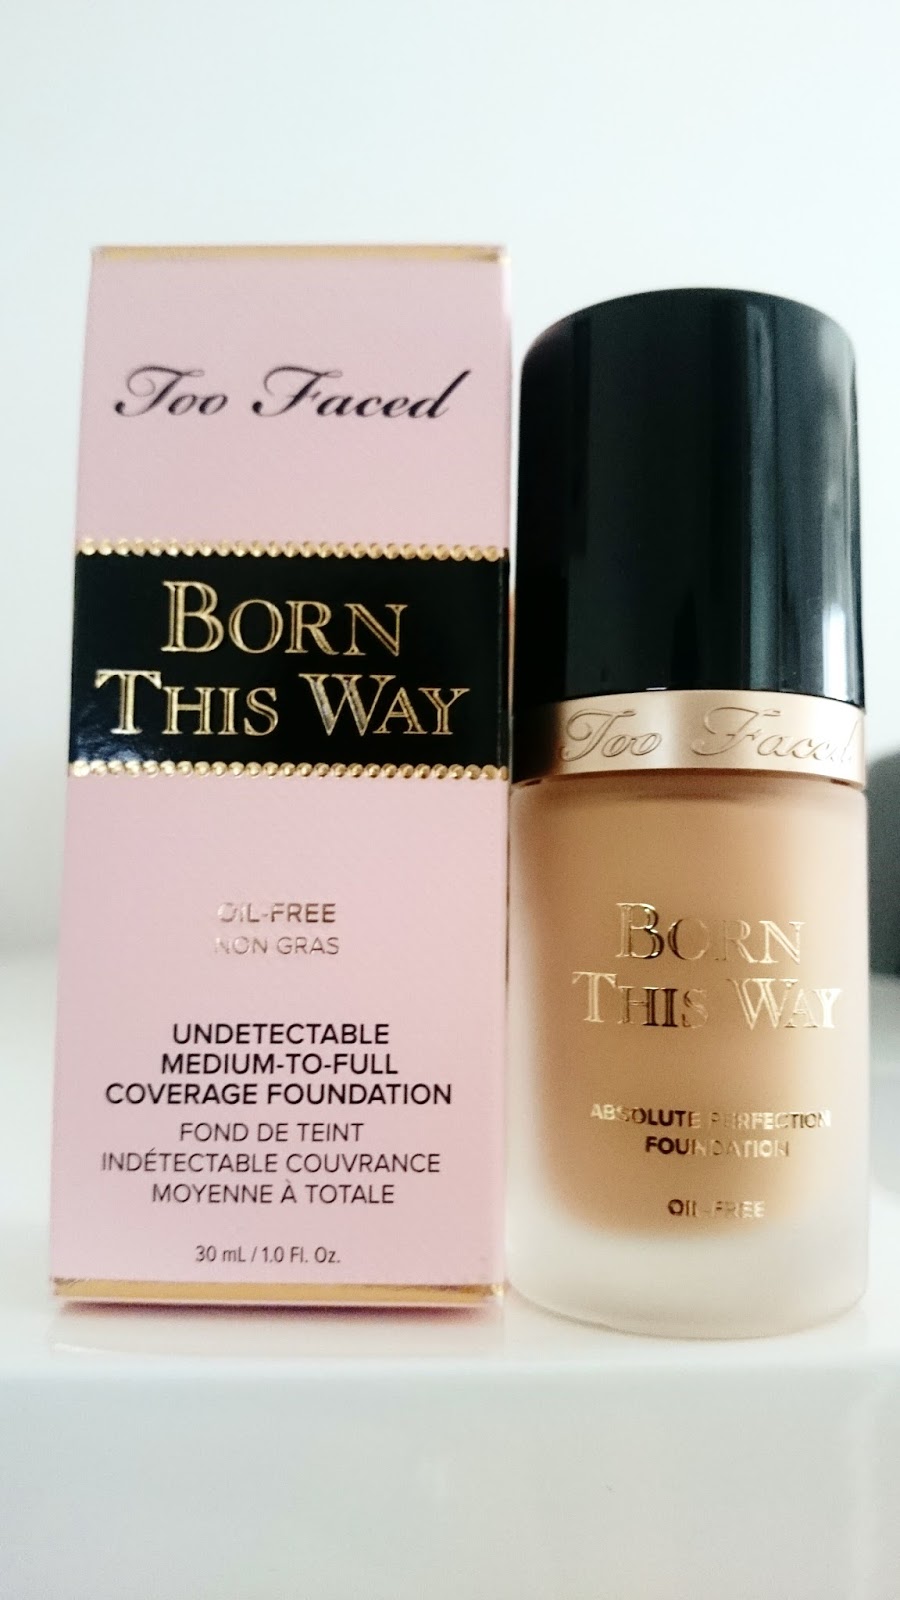 Too Faced
BORN
THIS WAY
OIL-FREE
NON GRAS
UNDETECTABLE
MEDIUM-TO-FULL
COVERAGE FOUNDATION
FOND DE TEINT
INDÉTECTABLE COUVRANCE
MOYENNE À TOTALE
30 mL / 1.0 Fl. Oz.
Too Faced
BORN
THIS WAY
ABSOLUTE PERFECTION
FOUNDATION
OIL-FREE